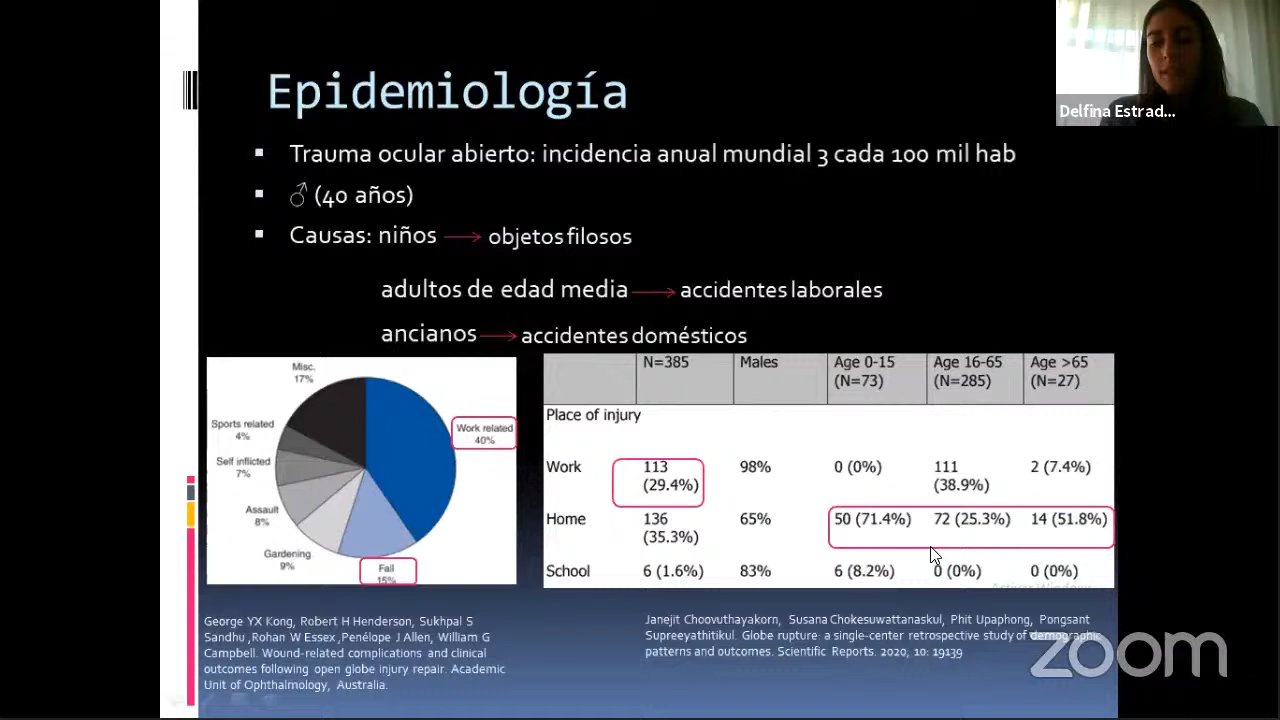 Epidemiología
Delfina Estrad...
▪ Trauma ocular abierto: incidencia anual mundial 3 cada 100 mil hab
▪ ♂ (40 años)
▪ Causas: niños → objetos filosos
adultos de edad media → accidentes laborales
ancianos → accidentes domésticos
Misc.
17%
Sports related
4%
Self inflicted
7%
Assault
8%
Gardening
9%
Fall
15%
Work related
40%
N=385 Males Age 0-15 (N=73) Age 16-65 (N=285) Age >65 (N=27)
Place of injury
Work 113 (29.4%) 98% 0 (0%) 111 (38.9%) 2 (7.4%)
Home 136 (35.3%) 65% 50 (71.4%) 72 (25.3%) 14 (51.8%)
School 6 (1.6%) 83% 6 (8.2%) 0 (0%) 0 (0%)
Activar Windows
George YX Kong, Robert H Henderson, Sukhpal S
Sandhu,Rohan W Essex ,Penélope J Allen, William G
Campbell. Wound-related complications and clinical
outcomes following open globe injury repair. Academic
Unit of Ophthalmology, Australia.
Janejit Choovuthayakorn, Susana Chokesuwattanaskul, Phit Upaphong, Pongsant
Supreeyathitikul. Globe rupture: a single-center retrospective study of demographic
patterns and outcomes. Scientific Reports. 2020, 10: 19139
zoom